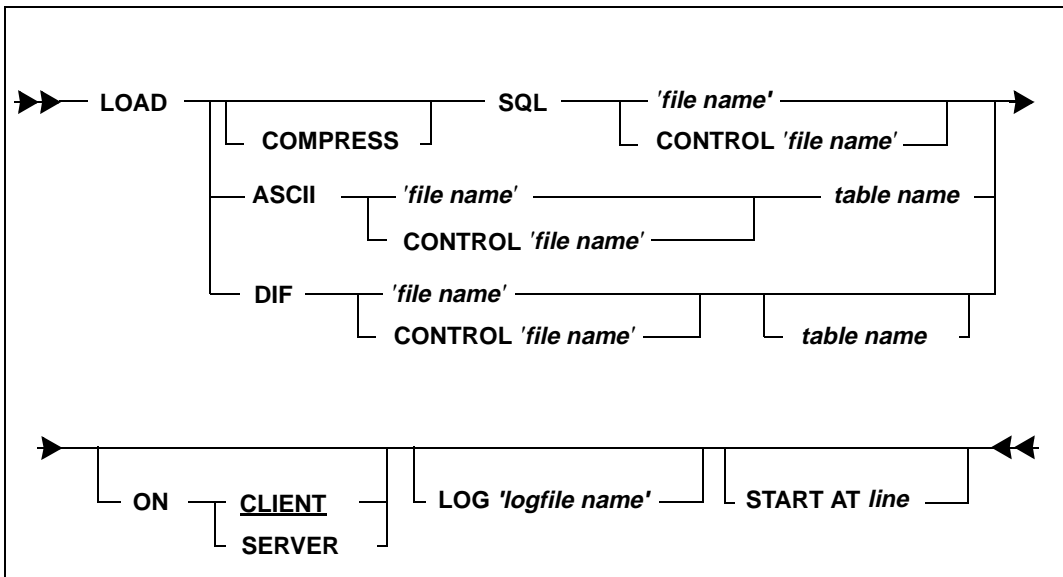 LOAD SQL 'file name'
COMPRESS CONTROL 'file name'
ASCII 'file name' table name
CONTROL 'file name'
DIF 'file name'
CONTROL 'file name' table name
ON CLIENT LOG 'logfile name' START AT line
SERVER